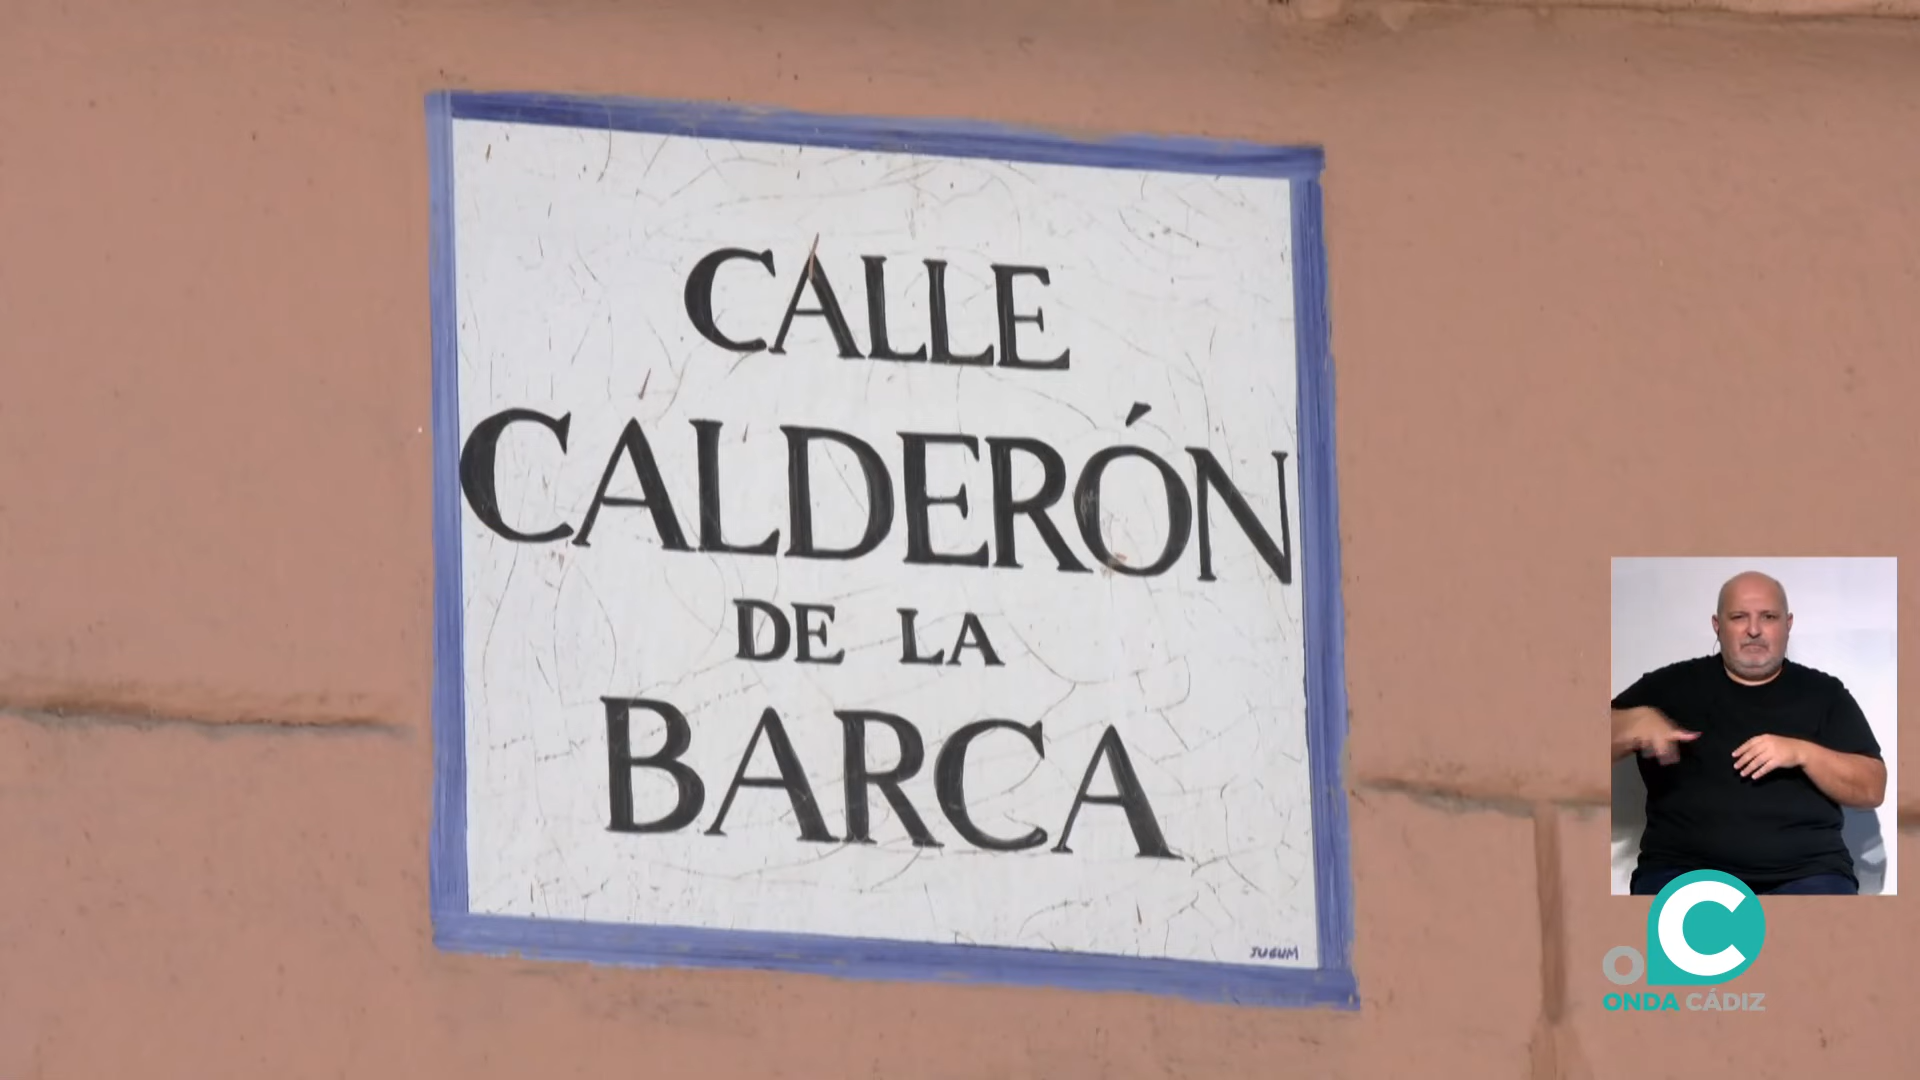 CALLE
CALDERÓN
DE LA
BARCA
JUGUM
ONDA CÁDIZ